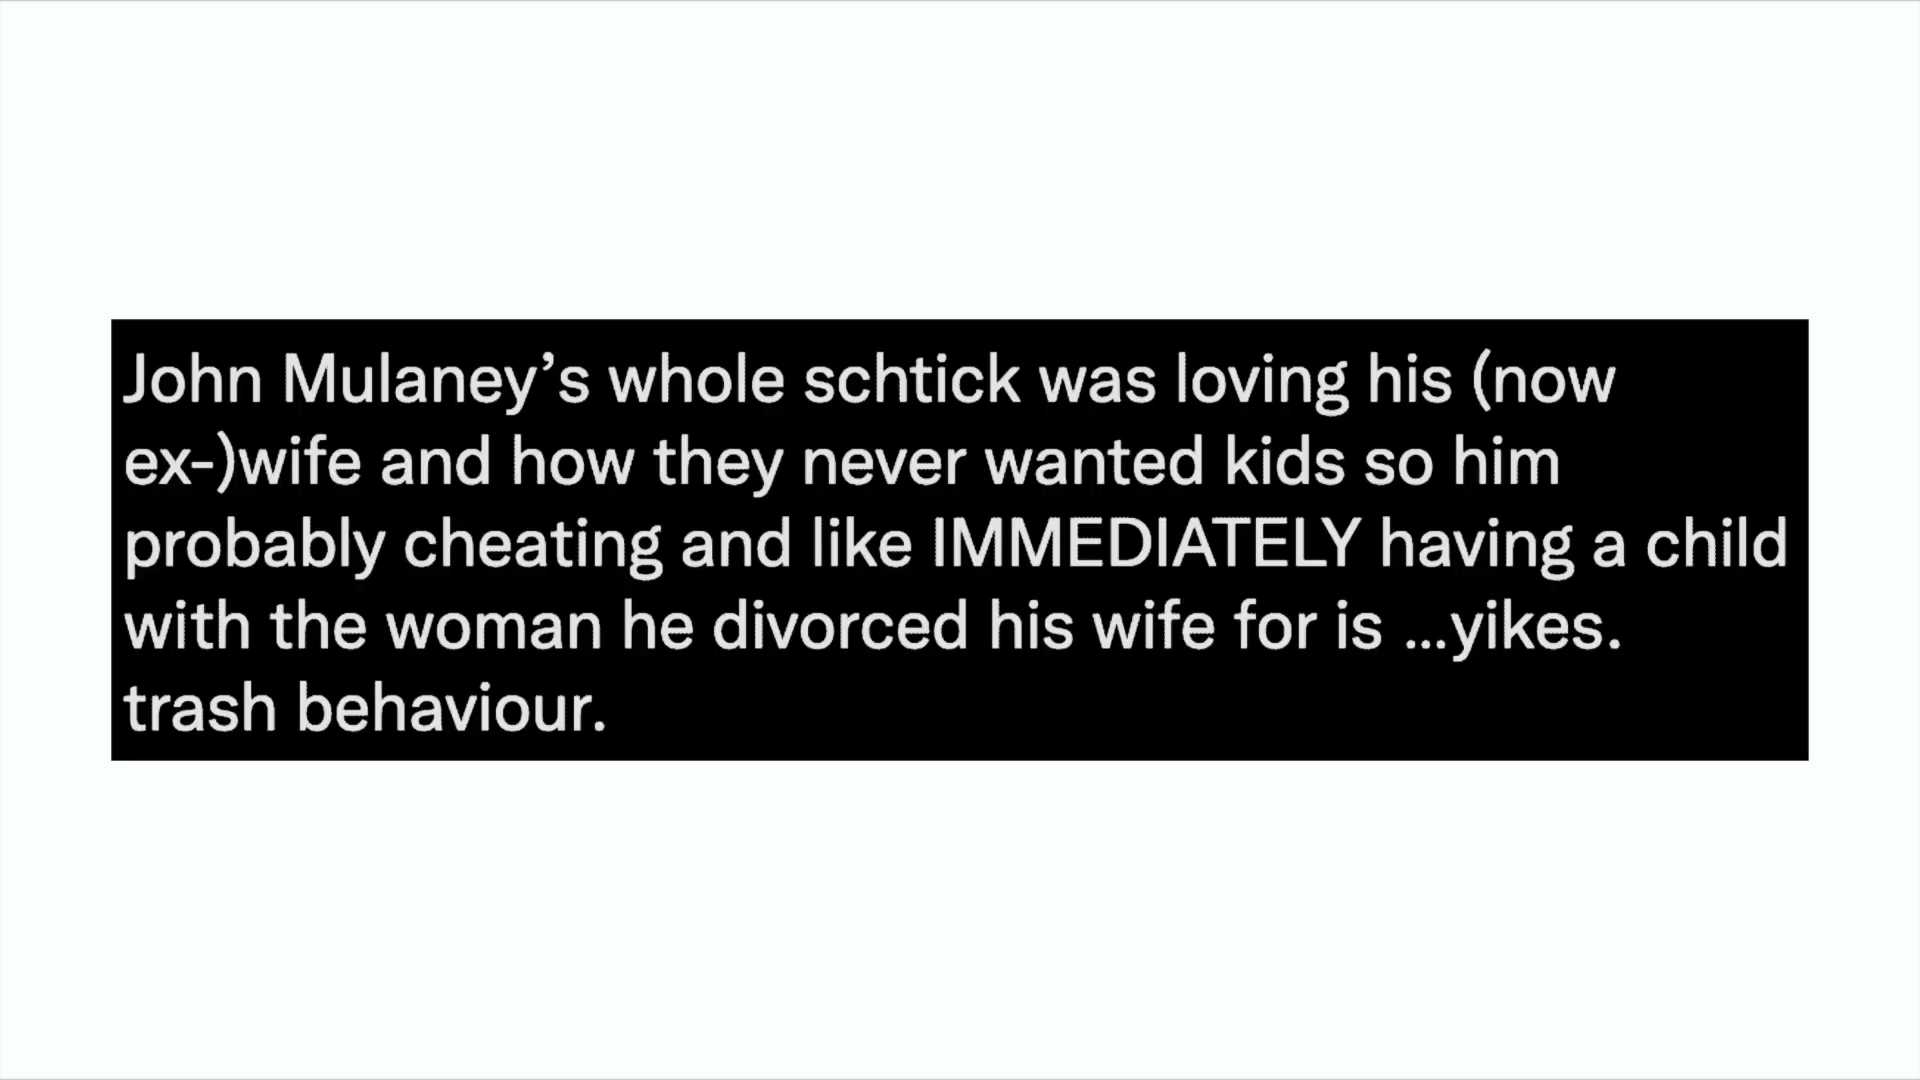 John Mulaney’s whole schtick was loving his (now
ex-)wife and how they never wanted kids so him
probably cheating and like IMMEDIATELY having a child
with the woman he divorced his wife for is ...yikes.
trash behaviour.